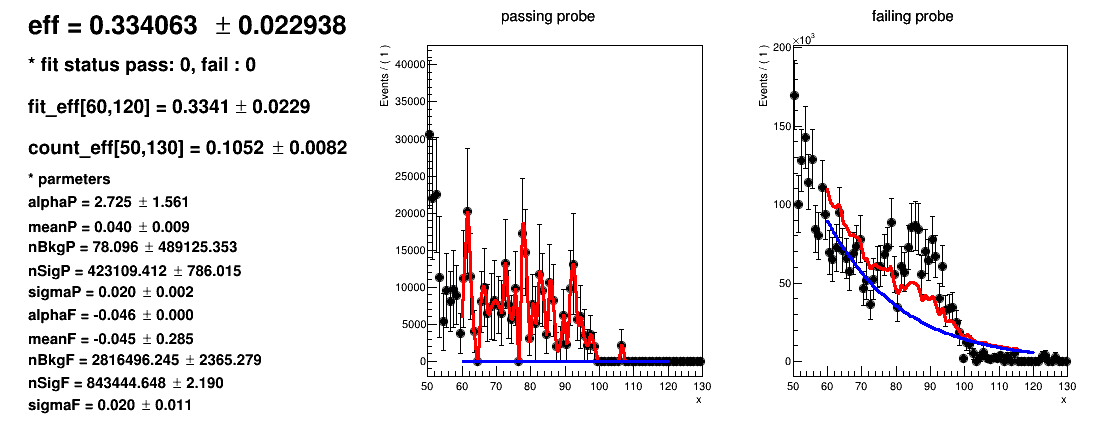 eff = 0.334063 ± 0.022938
* fit status pass: 0, fail : 0
fit_eff[60,120] = 0.3341 ± 0.0229
count_eff[50,130] = 0.1052 ± 0.0082
* parmeters
alphaP = 2.725 ± 1.561
meanP = 0.040 ± 0.009
nBkgP = 78.096 ± 489125.353
nSigP = 423109.412 ± 786.015
sigmaP = 0.020 ± 0.002
alphaF = -0.046 ± 0.000
meanF = -0.045 ± 0.285
nBkgF = 2816496.245 ± 2365.279
nSigF = 843444.648 ± 2.190
sigmaF = 0.020 ± 0.011
passing probe
Events / ( 1 )
40000
35000
30000
25000
20000
15000
10000
5000
0
50 60 70 80 90 100 110 120 130
x
failing probe
×10³
Events / ( 1 )
200
150
100
50
0
50 60 70 80 90 100 110 120 130
x